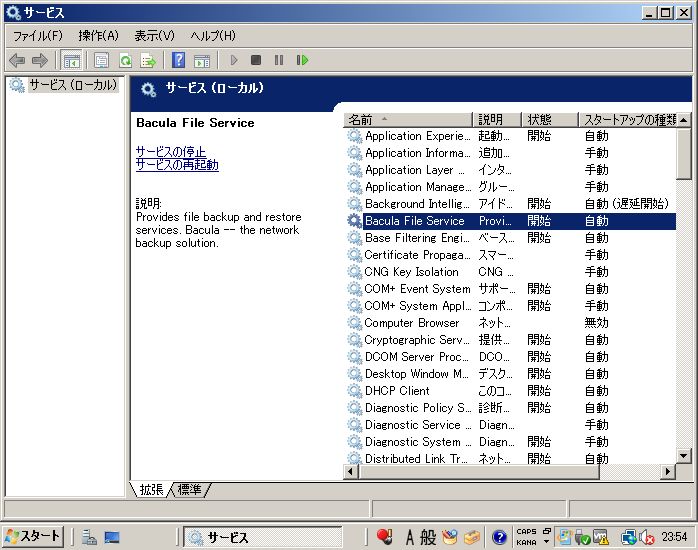 サービス
ファイル(F) 操作(A) 表示(V) ヘルプ(H)
サービス (ローカル)
サービス (ローカル)
Bacula File Service
サービスの停止
サービスの再起動
説明:
Provides file backup and restore
services. Bacula -- the network
backup solution.
名前 説明 状態 スタートアップの種類
Application Experie... 起動... 開始 自動
Application Informa... 追加... 手動
Application Layer ... インタ... 手動
Application Manage... グルー... 手動
Background Intellig... アイド... 開始 自動 (遅延開始)
Bacula File Service Provi... 開始 自動
Base Filtering Engi... ベース... 開始 自動
Certificate Propaga... スマー... 手動
CNG Key Isolation CNG ... 手動
COM+ Event System サポー... 開始 自動
COM+ System Appl... コンポ... 開始 手動
Computer Browser ネット... 無効
Cryptographic Serv... 提供... 開始 自動
DCOM Server Proc... DCO... 開始 自動
Desktop Window M... デスク... 開始 自動
DHCP Client このコ... 開始 自動
Diagnostic Policy S... 診断... 開始 自動
Diagnostic Service ... Diagn... 手動
Diagnostic System ... Diagn... 開始 手動
Distributed Link Tr... ネット... 開始 自動
拡張 標準
スタート サービス A 般 CAPS KANA 23:54